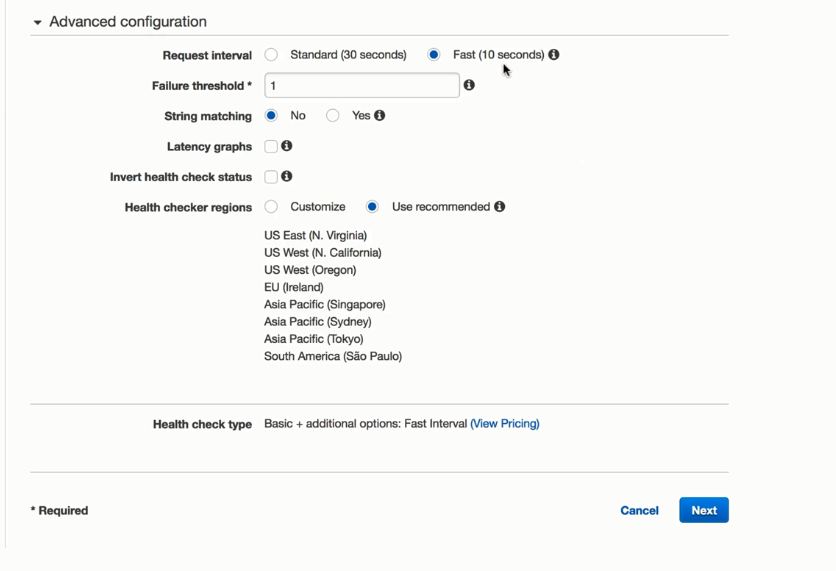 Advanced configuration
Request interval Standard (30 seconds) Fast (10 seconds)
Failure threshold * 1
String matching No Yes
Latency graphs
Invert health check status
Health checker regions Customize Use recommended
US East (N. Virginia)
US West (N. California)
US West (Oregon)
EU (Ireland)
Asia Pacific (Singapore)
Asia Pacific (Sydney)
Asia Pacific (Tokyo)
South America (São Paulo)
Health check type Basic + additional options: Fast Interval (View Pricing)
* Required Cancel Next